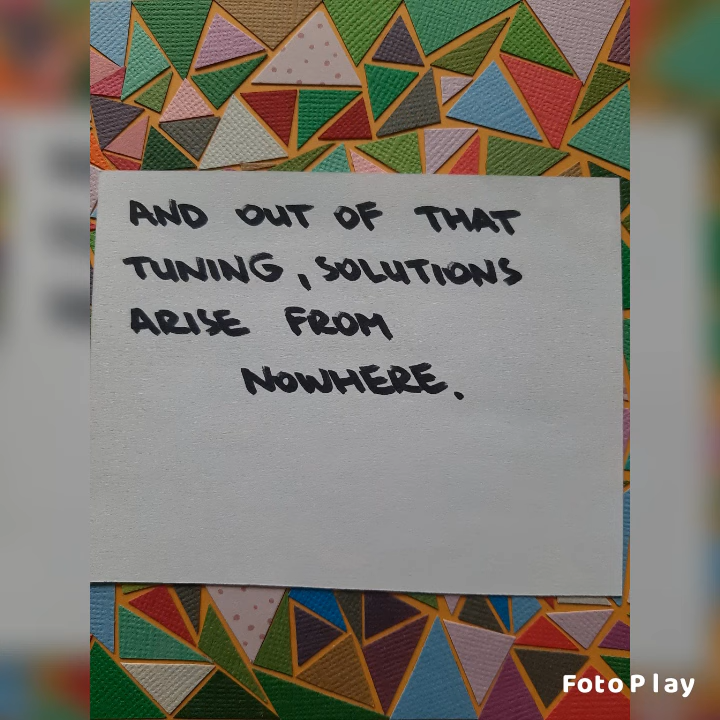 AND OUT OF THAT
TUNING, SOLUTIONS
ARISE FROM
NOWHERE.
FotoPlay